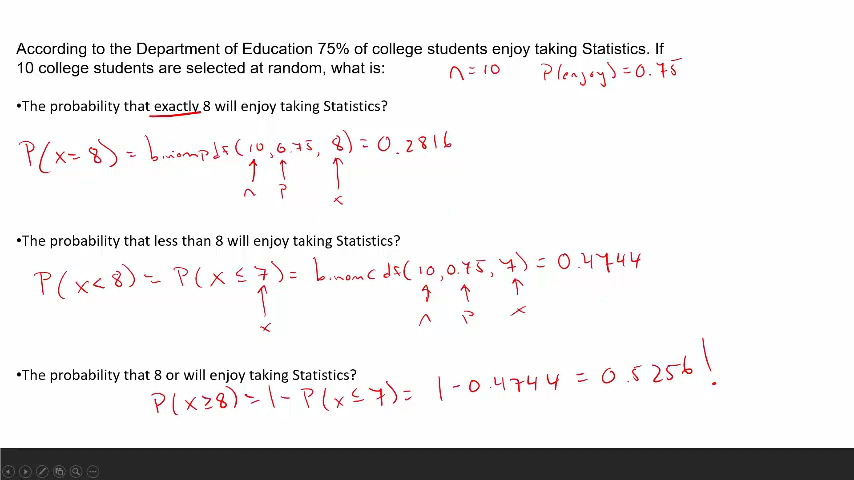 According to the Department of Education 75% of college students enjoy taking Statistics. If
10 college students are selected at random, what is:
n=10 P(enjoy)=0.75
•The probability that exactly 8 will enjoy taking Statistics?
P(x=8) = binompdf(10,0.75, 8) = 0.2816
n p x
•The probability that less than 8 will enjoy taking Statistics?
P(x<8) = P(x≤7) = binomcdf(10,0.75, 7) = 0.4744
x n p x
•The probability that 8 or will enjoy taking Statistics?
P(x≥8) = 1 - P(x≤7) = 1 - 0.4744 = 0.5256!